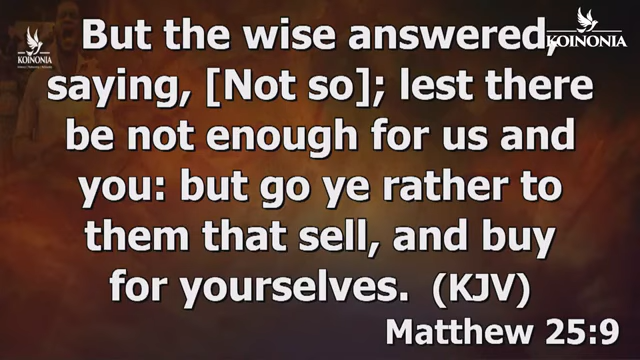 But the wise answered,
KOINONIA
KOINONIA
saying, [Not so]; lest there
be not enough for us and
you: but go ye rather to
them that sell, and buy
for yourselves. (KJV)
Matthew 25:9